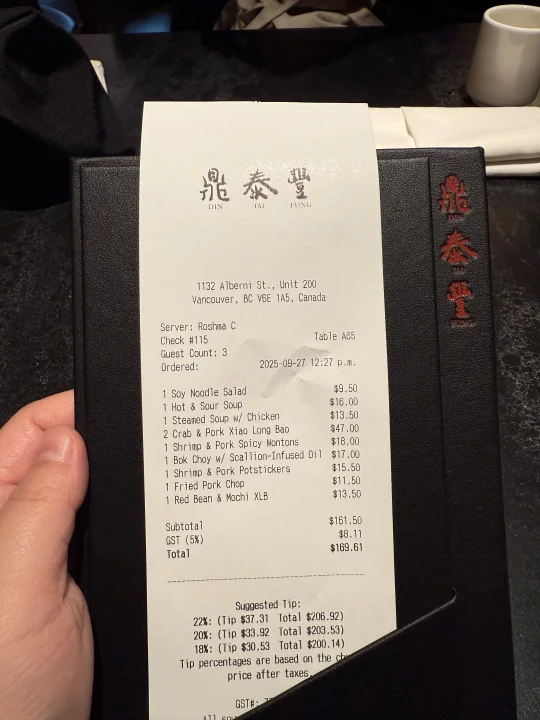 鼎泰豐
DIN TAI FUNG
1132 Alberni St., Unit 200
Vancouver, BC V6E 1A5, Canada
Server: Roshma C
Check #115 Table A65
Guest Count: 3
Ordered: 2025-09-27 12:27 p.m.
1 Soy Noodle Salad $9.50
1 Hot & Sour Soup $16.00
1 Steamed Soup w/ Chicken $13.50
2 Crab & Pork Xiao Long Bao $47.00
1 Shrimp & Pork Spicy Wontons $18.00
1 Bok Choy w/ Scallion-Infused Oil $17.00
1 Shrimp & Pork Potstickers $15.50
1 Fried Pork Chop $11.50
1 Red Bean & Mochi XLB $13.50
Subtotal $161.50
GST (5%) $8.11
Total $169.61
Suggested Tip:
22%: (Tip $37.31 Total $206.92)
20%: (Tip $33.92 Total $203.53)
18%: (Tip $30.53 Total $200.14)
Tip percentages are based on the
price after taxes.
GST#:
鼎
泰
豐